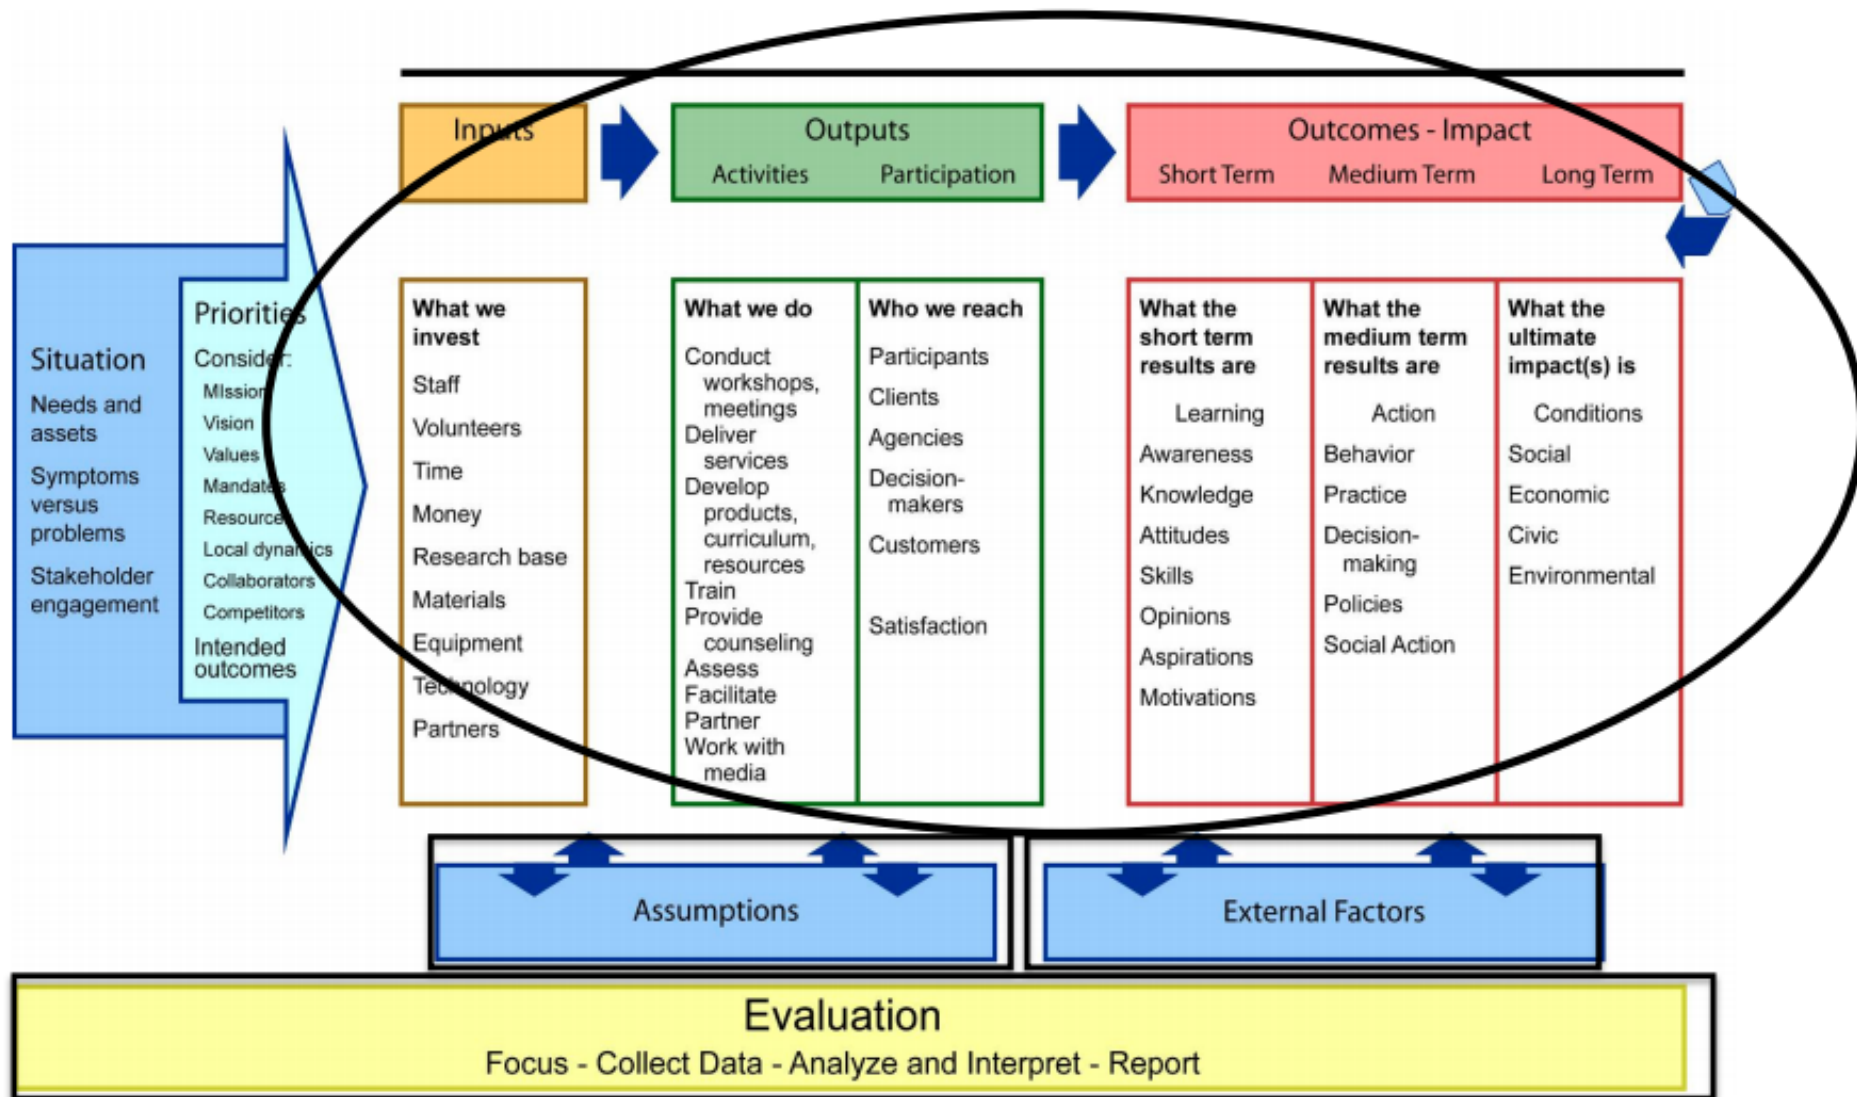 Inputs
Outputs
Activities Participation
Outcomes - Impact
Short Term Medium Term Long Term
Situation
Needs and
assets
Symptoms
versus
problems
Stakeholder
engagement
Priorities
Consider:
MIssion
Vision
Values
Mandates
Resources
Local dynamics
Collaborators
Competitors
Intended
outcomes
What we
invest
Staff
Volunteers
Time
Money
Research base
Materials
Equipment
Technology
Partners
What we do
Conduct
workshops,
meetings
Deliver
services
Develop
products,
curriculum,
resources
Train
Provide
counseling
Assess
Facilitate
Partner
Work with
media
Who we reach
Participants
Clients
Agencies
Decision-
makers
Customers
Satisfaction
What the
short term
results are
Learning
Awareness
Knowledge
Attitudes
Skills
Opinions
Aspirations
Motivations
What the
medium term
results are
Action
Behavior
Practice
Decision-
making
Policies
Social Action
What the
ultimate
impact(s) is
Conditions
Social
Economic
Civic
Environmental
Assumptions
External Factors
Evaluation
Focus - Collect Data - Analyze and Interpret - Report